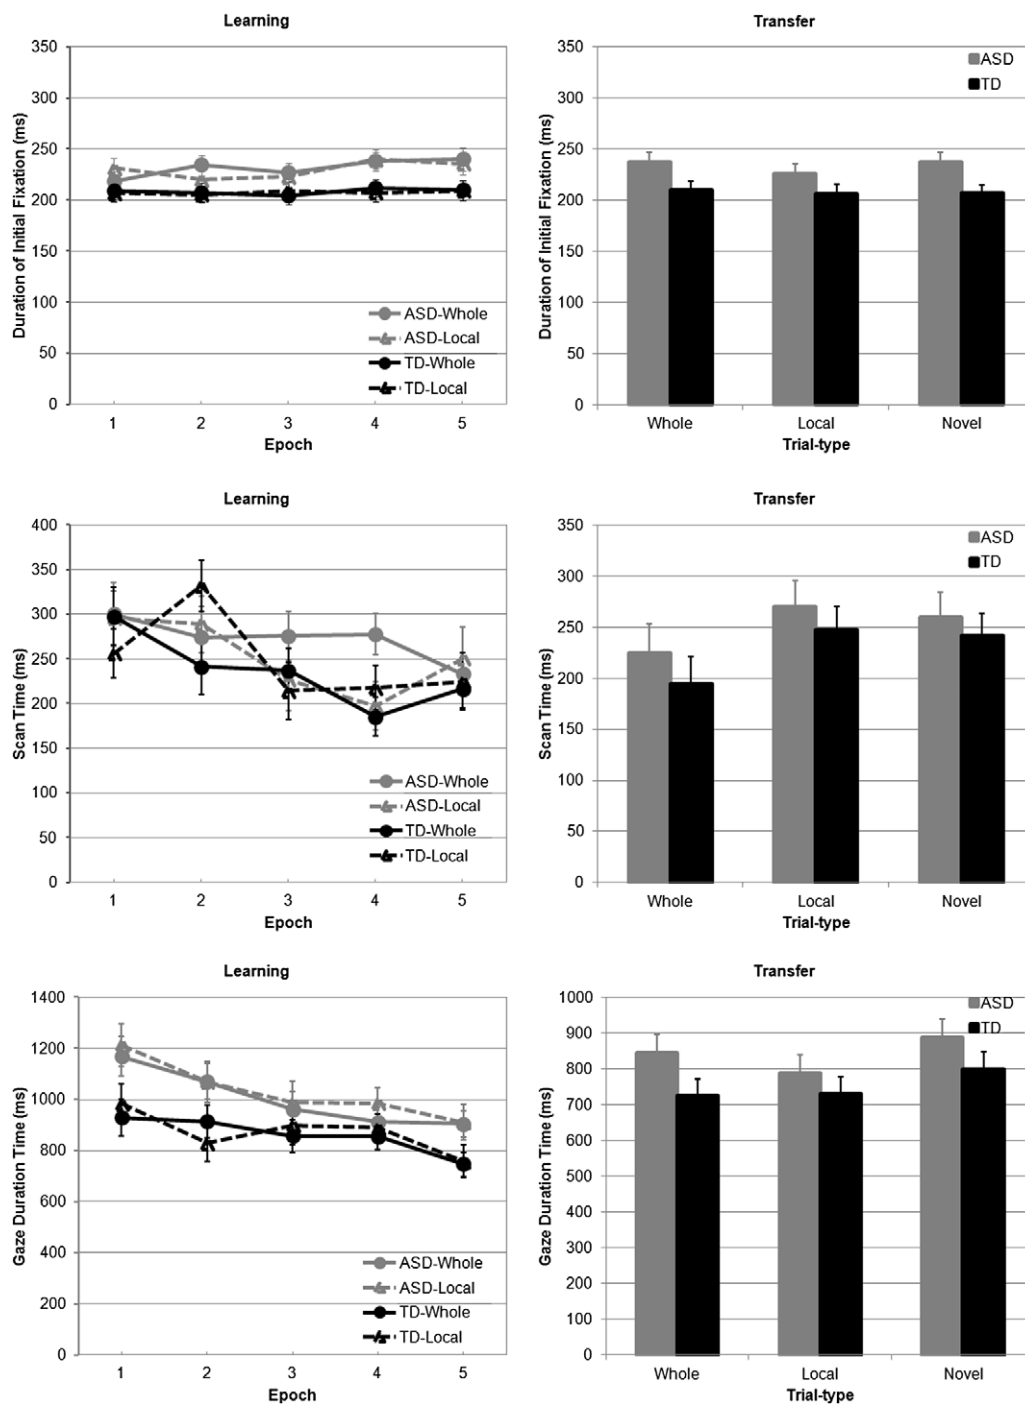 Learning
350
300
250
200
150
100
50
0
Duration of Initial Fixation (ms)
ASD-Whole
ASD-Local
TD-Whole
TD-Local
1 2 3 4 5
Epoch
Transfer
350
300
250
200
150
100
50
0
Duration of Initial Fixation (ms)
ASD
TD
Whole Local Novel
Trial-type
Learning
400
350
300
250
200
150
100
50
0
Scan Time (ms)
ASD-Whole
ASD-Local
TD-Whole
TD-Local
1 2 3 4 5
Epoch
Transfer
350
300
250
200
150
100
50
0
Scan Time (ms)
ASD
TD
Whole Local Novel
Trial-type
Learning
1400
1200
1000
800
600
400
200
0
Gaze Duration Time (ms)
ASD-Whole
ASD-Local
TD-Whole
TD-Local
1 2 3 4 5
Epoch
Transfer
1000
900
800
700
600
500
400
300
200
100
0
Gaze Duration Time (ms)
ASD
TD
Whole Local Novel
Trial-type